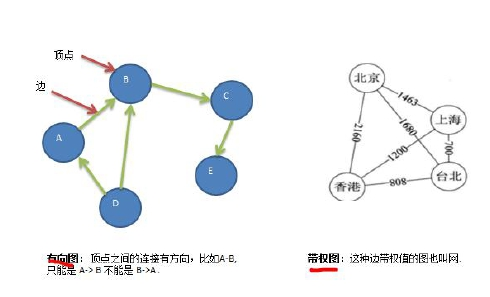 顶点
边
B
C
A
E
D
有向图：顶点之间的连接有方向，比如A-B,
只能是 A-> B 不能是 B->A .
北京
1463
上海
2160
1680
1200
700
香港
808
台北
带权图：这种边带权值的图也叫网.